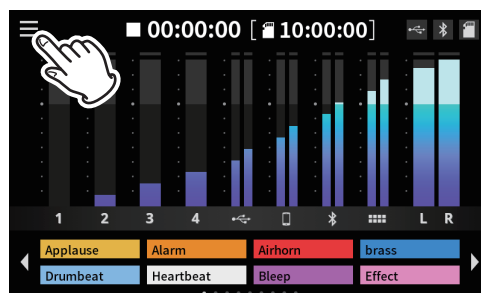 00:00:00 [ 10:00:00]
1 2 3 4 L R
Applause Alarm Airhorn brass
Drumbeat Heartbeat Bleep Effect